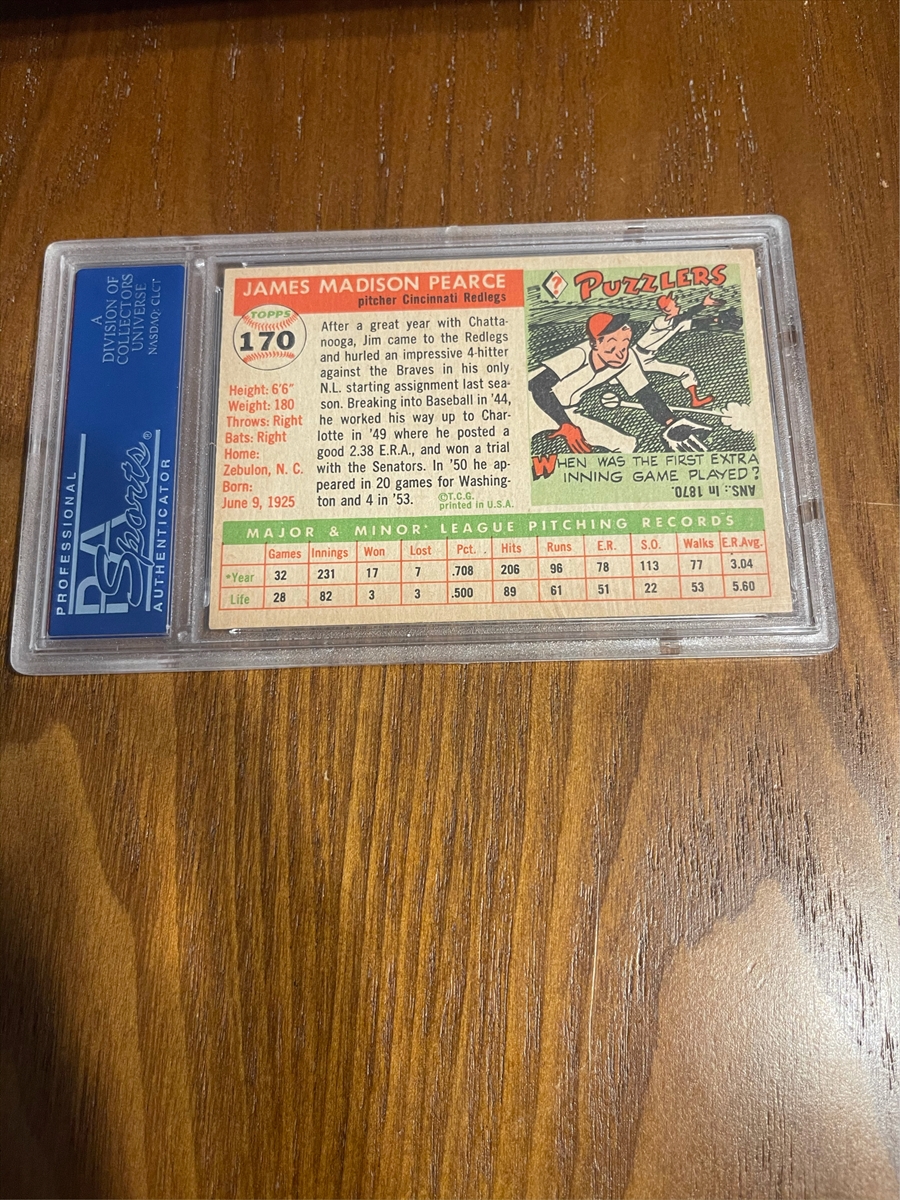 A
DIVISION OF
COLLECTORS
UNIVERSE
NASDAQ: CLCT
PROFESSIONAL
PSA
Sports®
AUTHENTICATOR
JAMES MADISON PEARCE
pitcher Cincinnati Redlegs
TOPPS
170
Height: 6'6"
Weight: 180
Throws: Right
Bats: Right
Home:
Zebulon, N. C.
Born:
June 9, 1925
After a great year with Chatta-
nooga, Jim came to the Redlegs
and hurled an impressive 4-hitter
against the Braves in his only
N.L. starting assignment last sea-
son. Breaking into Baseball in '44,
he worked his way up to Char-
lotte in '49 where he posted a
good 2.38 E.R.A., and won a trial
with the Senators. In '50 he ap-
peared in 20 games for Washing-
ton and 4 in '53.
©T.C.G.
printed in U.S.A.
? PUZZLERS
WHEN WAS THE FIRST EXTRA
INNING GAME PLAYED?
ANS.: In 1870.
MAJOR & MINOR* LEAGUE PITCHING RECORDS
Games Innings Won Lost Pct. Hits Runs E.R. S.O. Walks E.R.Avg.
*Year 32 231 17 7 .708 206 96 78 113 77 3.04
Life 28 82 3 3 .500 89 61 51 22 53 5.60